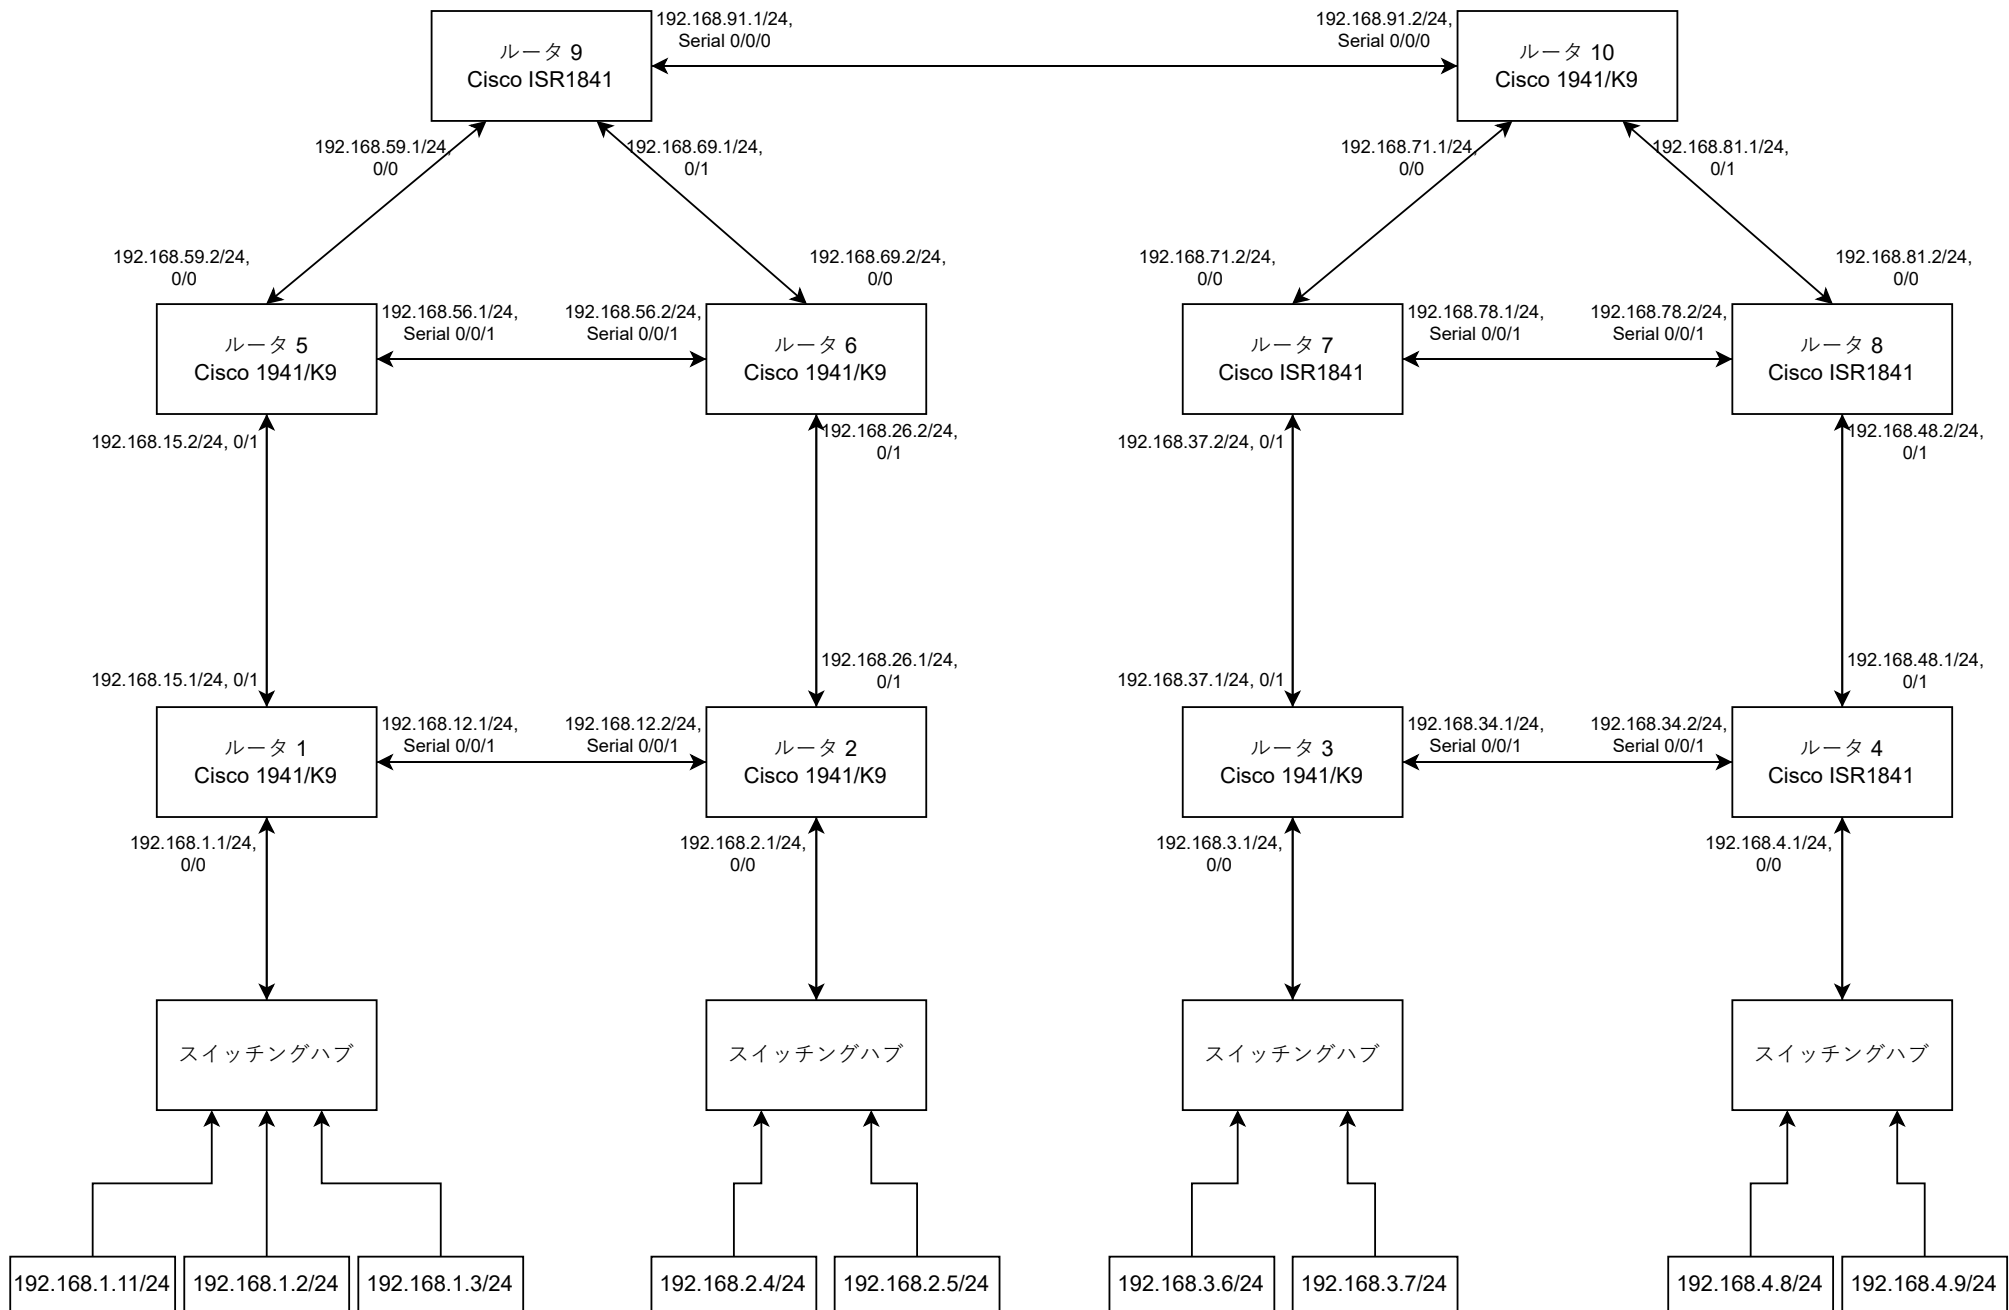 192.168.91.1/24,
Serial 0/0/0
192.168.91.2/24,
Serial 0/0/0
ルータ 9
Cisco ISR1841
ルータ 10
Cisco 1941/K9
192.168.59.1/24,
0/0
192.168.69.1/24,
0/1
192.168.71.1/24,
0/0
192.168.81.1/24,
0/1
192.168.59.2/24,
0/0
192.168.69.2/24,
0/0
192.168.71.2/24,
0/0
192.168.81.2/24,
0/0
192.168.56.1/24,
Serial 0/0/1
192.168.56.2/24,
Serial 0/0/1
192.168.78.1/24,
Serial 0/0/1
192.168.78.2/24,
Serial 0/0/1
ルータ 5
Cisco 1941/K9
ルータ 6
Cisco 1941/K9
ルータ 7
Cisco ISR1841
ルータ 8
Cisco ISR1841
192.168.15.2/24, 0/1
192.168.26.2/24,
0/1
192.168.37.2/24, 0/1
192.168.48.2/24,
0/1
192.168.15.1/24, 0/1
192.168.26.1/24,
0/1
192.168.37.1/24, 0/1
192.168.48.1/24,
0/1
192.168.12.1/24,
Serial 0/0/1
192.168.12.2/24,
Serial 0/0/1
192.168.34.1/24,
Serial 0/0/1
192.168.34.2/24,
Serial 0/0/1
ルータ 1
Cisco 1941/K9
ルータ 2
Cisco 1941/K9
ルータ 3
Cisco 1941/K9
ルータ 4
Cisco ISR1841
192.168.1.1/24,
0/0
192.168.2.1/24,
0/0
192.168.3.1/24,
0/0
192.168.4.1/24,
0/0
スイッチングハブ
スイッチングハブ
スイッチングハブ
スイッチングハブ
192.168.1.11/24
192.168.1.2/24
192.168.1.3/24
192.168.2.4/24
192.168.2.5/24
192.168.3.6/24
192.168.3.7/24
192.168.4.8/24
192.168.4.9/24